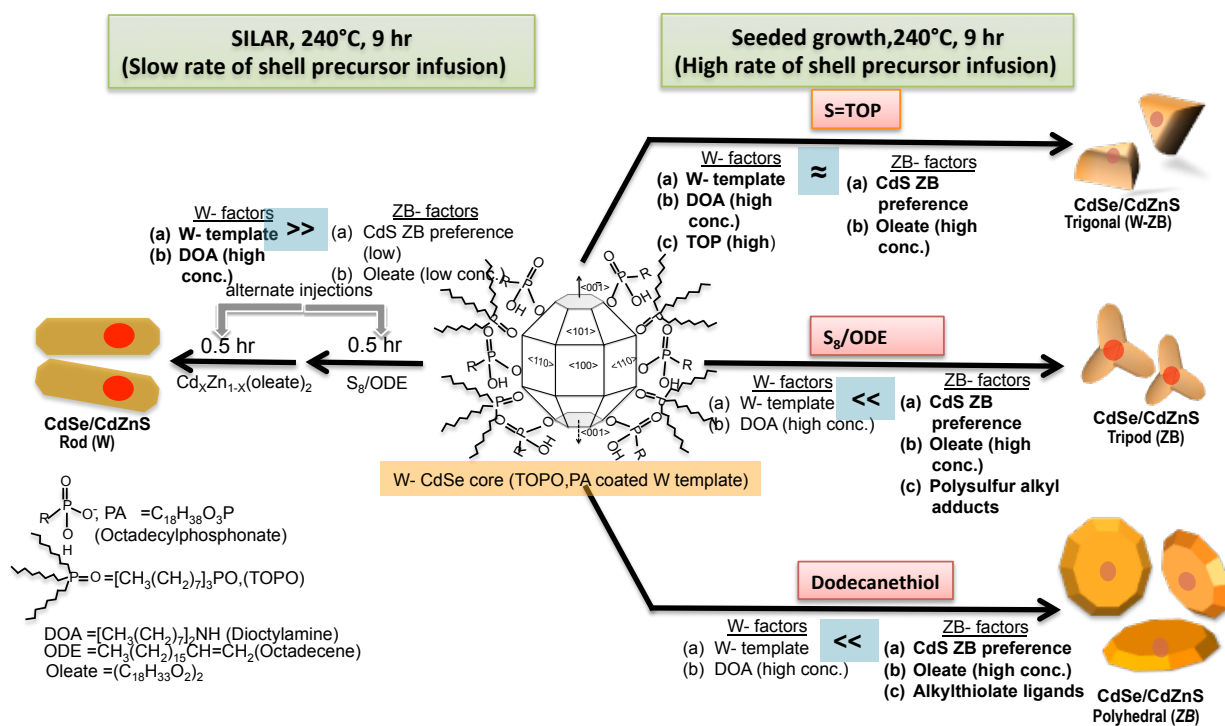 SILAR, 240°C, 9 hr
(Slow rate of shell precursor infusion)
Seeded growth,240°C, 9 hr
(High rate of shell precursor infusion)
W- factors
(a) W- template
(b) DOA (high
conc.)
>>
ZB- factors
(a) CdS ZB preference
(low)
(b) Oleate (low conc.)
alternate injections
0.5 hr
0.5 hr
CdXZn1-X(oleate)2
S8/ODE
CdSe/CdZnS
Rod (W)
<001>
<101>
<110>
<100>
<110>
<001>
O
P
R
O
OH
R
P
O
O
OH
P=O
P=O
O
P
O
R
OH
O
P
O
R
OH
P=O
P=O
O
P
O
R
OH
R
P
O
O
OH
W- CdSe core (TOPO,PA coated W template)
S=TOP
W- factors
(a) W- template
(b) DOA (high
conc.)
(c) TOP (high)
≈
ZB- factors
(a) CdS ZB
preference
(b) Oleate (high
conc.)
CdSe/CdZnS
Trigonal (W-ZB)
S8/ODE
W- factors
(a) W- template
(b) DOA (high conc.)
<<
ZB- factors
(a) CdS ZB
preference
(b) Oleate (high
conc.)
(c) Polysulfur alkyl
adducts
CdSe/CdZnS
Tripod (ZB)
Dodecanethiol
W- factors
(a) W- template
(b) DOA (high conc.)
<<
ZB- factors
(a) CdS ZB preference
(b) Oleate (high conc.)
(c) Alkylthiolate ligands
CdSe/CdZnS
Polyhedral (ZB)
O
R P O-, PA =C18H38O3P
O
H
(Octadecylphosphonate)
P=O =[CH3(CH2)7]3PO,(TOPO)
DOA =[CH3(CH2)7]2NH (Dioctylamine)
ODE =CH3(CH2)15CH=CH2(Octadecene)
Oleate =(C18H33O2)2